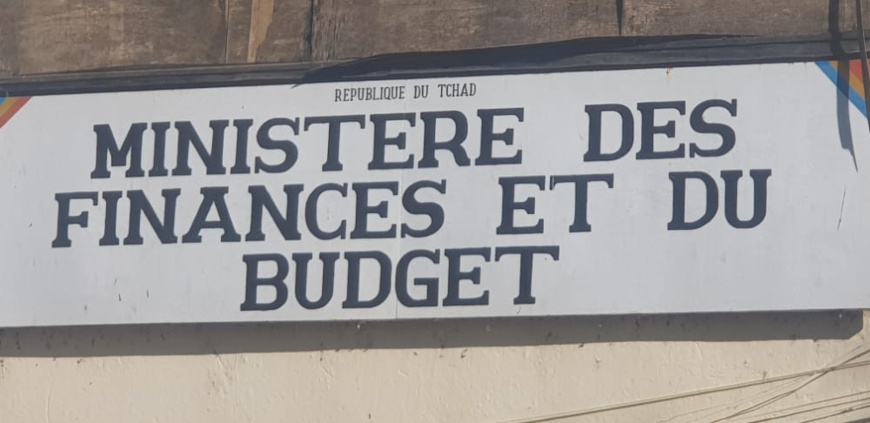 REPUBLIQUE DU TCHAD
MINISTERE DES
FINANCES ET DU
BUDGET